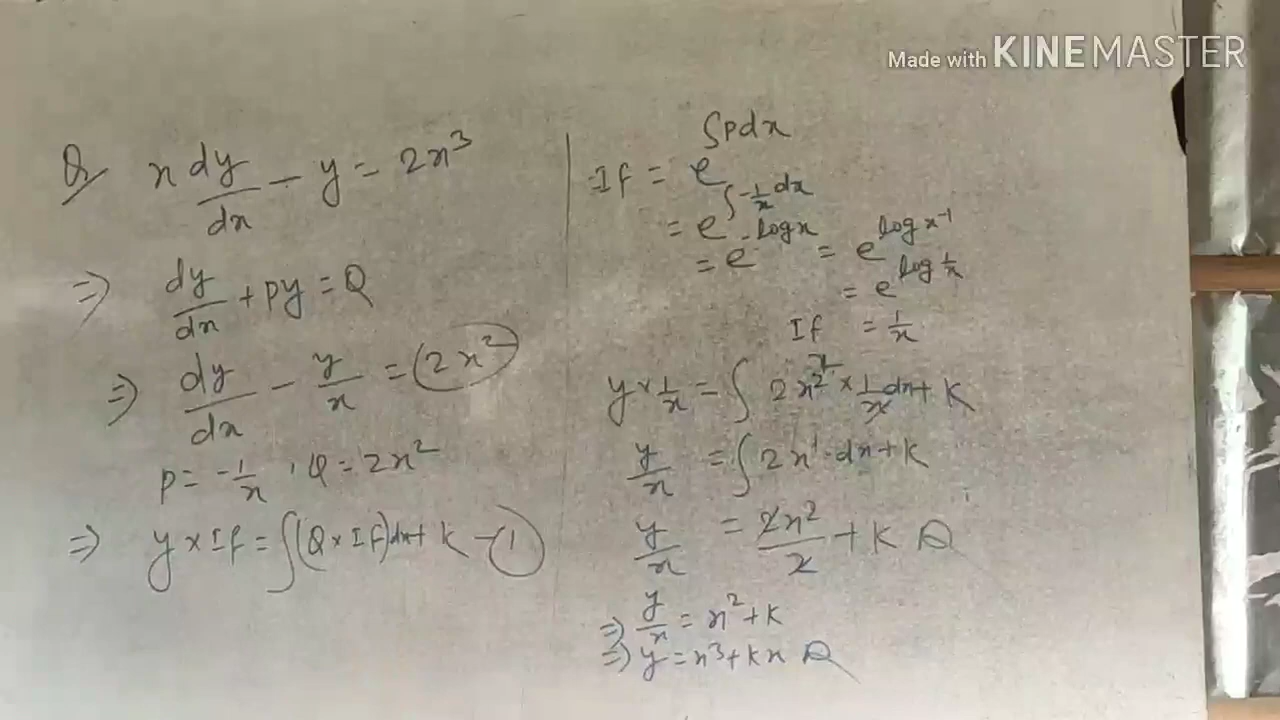 Made with KINEMASTER
Q x dy/dx - y = 2x³
⇒ dy/dx + py = Q
⇒ dy/dx - y/x = 2x²
P = -1/x , Q = 2x²
⇒ y × If = ∫(Q × If)dx + K - ①
If = e^∫pdx
= e^∫-1/x dx
= e^-logx = e^log x⁻¹
= e^log 1/x
If = 1/x
y × 1/x = ∫ 2x² × 1/x dx + K
y/x = ∫ 2x¹ · dx + K
y/x = 2x²/2 + K
⇒ y/x = x² + K
⇒ y = x³ + Kx